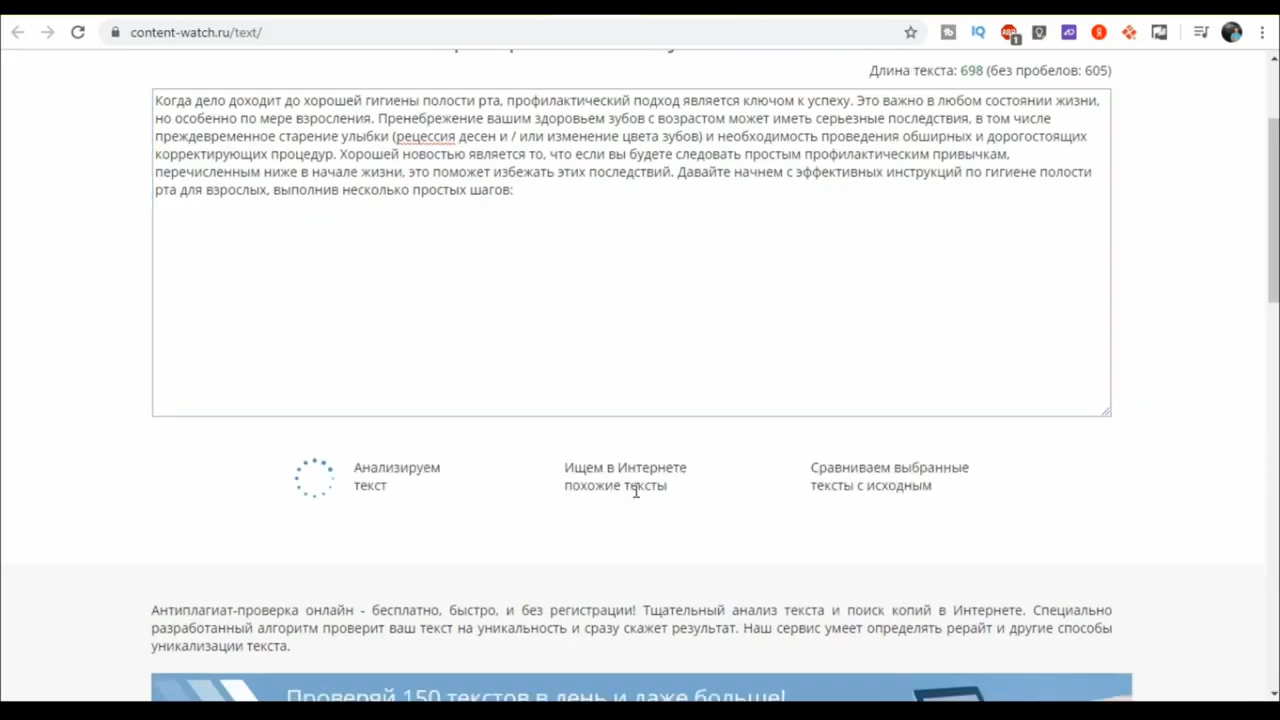 content-watch.ru/text/
Длина текста: 698 (без пробелов: 605)
Когда дело доходит до хорошей гигиены полости рта, профилактический подход является ключом к успеху. Это важно в любом состоянии жизни,
но особенно по мере взросления. Пренебрежение вашим здоровьем зубов с возрастом может иметь серьезные последствия, в том числе
преждевременное старение улыбки (рецессия десен и / или изменение цвета зубов) и необходимость проведения обширных и дорогостоящих
корректирующих процедур. Хорошей новостью является то, что если вы будете следовать простым профилактическим привычкам,
перечисленным ниже в начале жизни, это поможет избежать этих последствий. Давайте начнем с эффективных инструкций по гигиене полости
рта для взрослых, выполнив несколько простых шагов:
Анализируем
текст
Ищем в Интернете
похожие тексты
Сравниваем выбранные
тексты с исходным
Антиплагиат-проверка онлайн - бесплатно, быстро, и без регистрации! Тщательный анализ текста и поиск копий в Интернете. Специально
разработанный алгоритм проверит ваш текст на уникальность и сразу скажет результат. Наш сервис умеет определять рерайт и другие способы
уникализации текста.
Проверяй 150 текстов в день и даже больше!